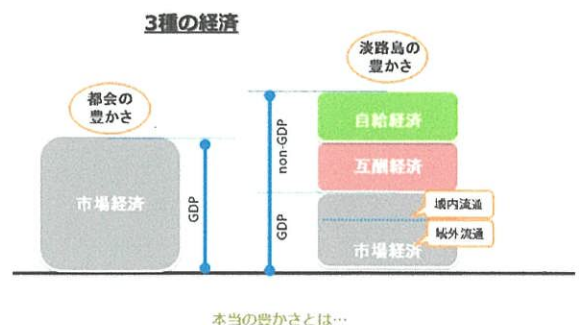 3種の経済
淡路島の
豊かさ
都会の
豊かさ
自給経済
互酬経済
市場経済
non-GDP
GDP
GDP
域内流通
域外流通
市場経済
本当の豊かさとは…